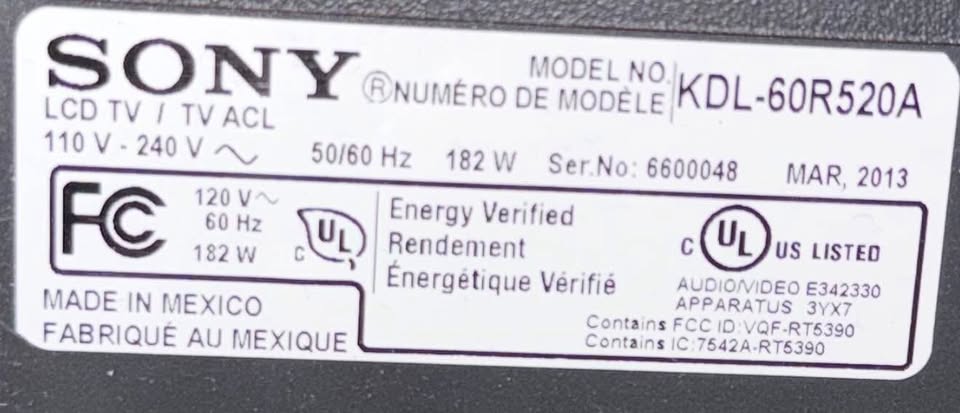 SONY
®
MODEL NO.
NUMÉRO DE MODÈLE
KDL-60R520A
LCD TV / TV ACL
110 V - 240 V ~ 50/60 Hz 182 W Ser.No: 6600048 MAR, 2013
FC
120 V~
60 Hz
182 W
C UL
Energy Verified
Rendement
Énergétique Vérifié
C UL US LISTED
AUDIO/VIDEO E342330
APPARATUS 3YX7
Contains FCC ID:VQF-RT5390
Contains IC:7542A-RT5390
MADE IN MEXICO
FABRIQUÉ AU MEXIQUE